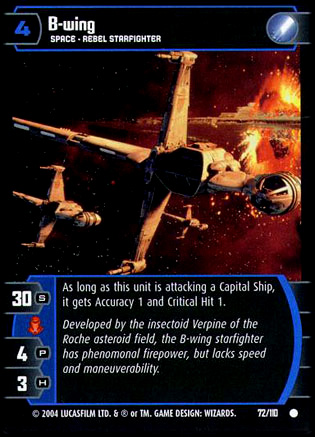 4 B-wing
SPACE • REBEL STARFIGHTER
As long as this unit is attacking a Capital Ship,
it gets Accuracy 1 and Critical Hit 1.
30 S
Developed by the insectoid Verpine of the
Roche asteroid field, the B-wing starfighter
has phenomonal firepower, but lacks speed
and maneuverability.
4 P
3 H
© 2004 LUCASFILM LTD. & ® or TM. GAME DESIGN: WIZARDS. 72/110